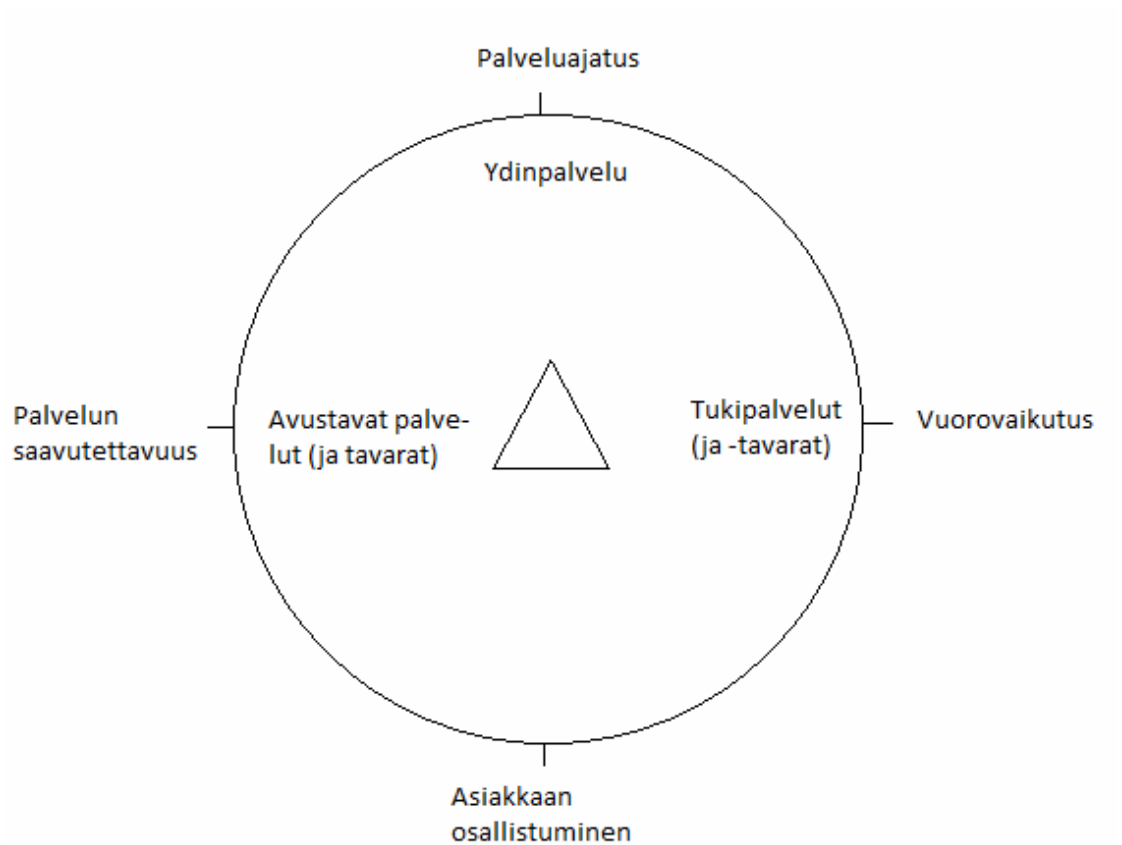 Palveluajatus
Ydinpalvelu
Palvelun
saavutettavuus
Avustavat palve-
lut (ja tavarat)
Tukipalvelut
(ja -tavarat)
Vuorovaikutus
Asiakkaan
osallistuminen